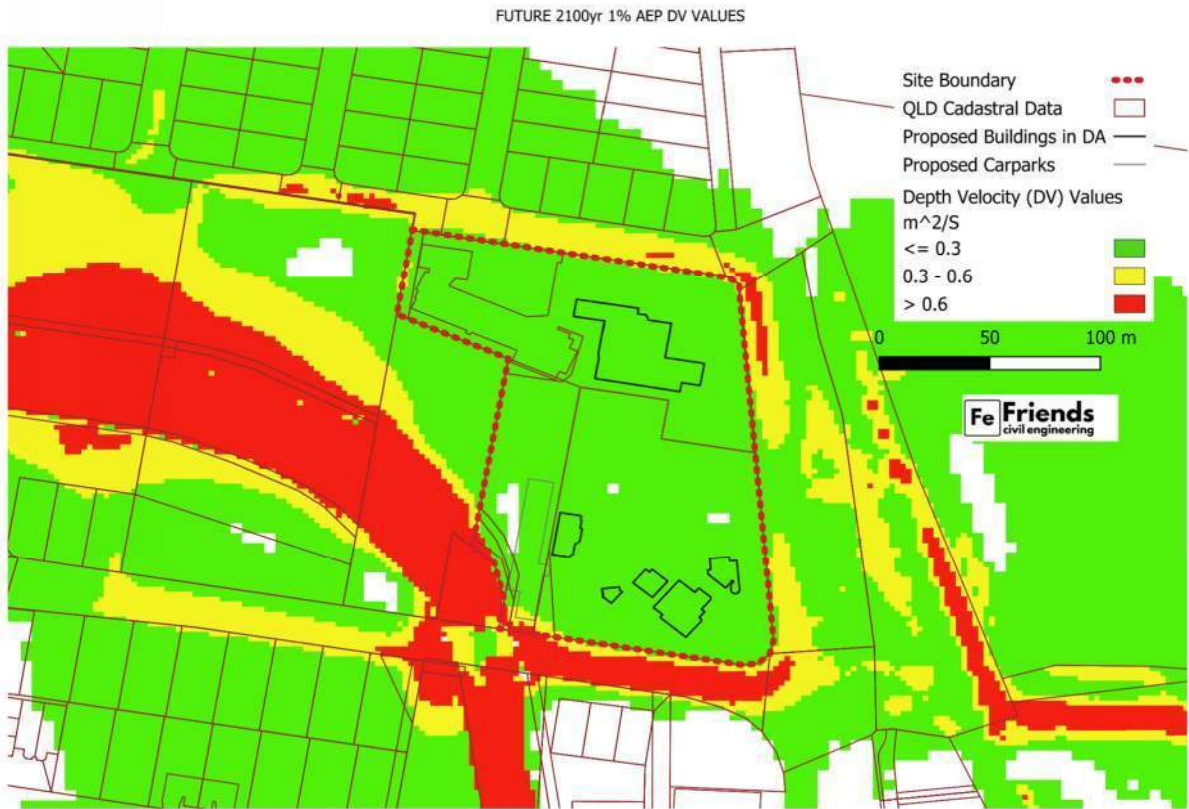 FUTURE 2100yr 1% AEP DV VALUES
Site Boundary
QLD Cadastral Data
Proposed Buildings in DA
Proposed Carparks
Depth Velocity (DV) Values
m^2/S
<= 0.3
0.3 - 0.6
> 0.6
0 50 100 m
Fe Friends
civil engineering